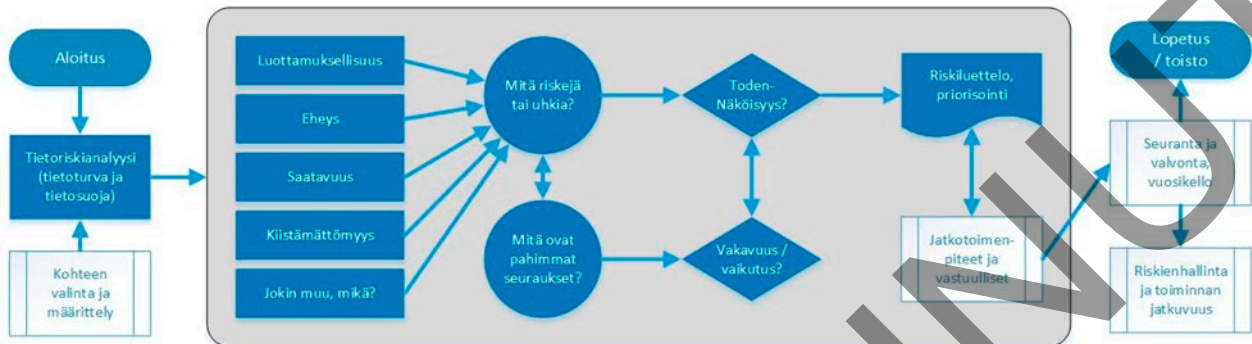 Aloitus
Tietoriskianalyysi
(tietoturva ja
tietosuoja)
Kohteen
valinta ja
määrittely
Luottamuksellisuus
Eheys
Saatavuus
Kiistämättömyys
Jokin muu, mikä?
Mitä riskejä
tai uhkia?
Mitä ovat
pahimmat
seuraukset?
Toden-
Näköisyys?
Vakavuus /
vaikutus?
Riskiluettelo,
priorisointi
Jatkotoimen-
piteet ja
vastuulliset
Lopetus
/ toisto
Seuranta ja
valvonta,
vuosikello
Riskienhallinta
ja toiminnan
jatkuvuus